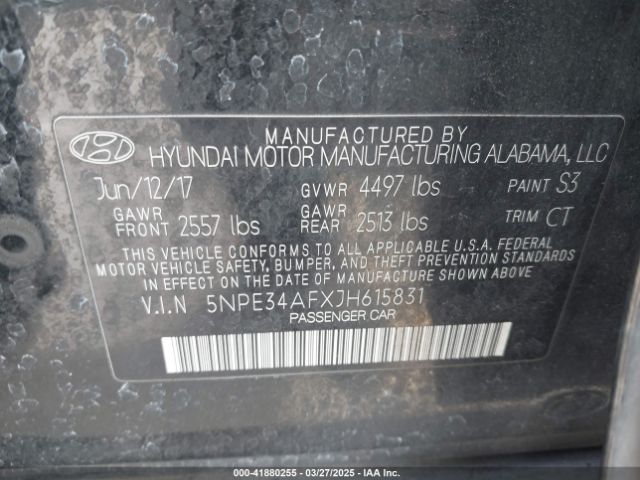 MANUFACTURED BY
HYUNDAI MOTOR MANUFACTURING ALABAMA, LLC
Jun/12/17 GVWR 4497 lbs PAINT S3
GAWR FRONT 2557 lbs GAWR REAR 2513 lbs TRIM CT
THIS VEHICLE CONFORMS TO ALL APPLICABLE U.S.A. FEDERAL
MOTOR VEHICLE SAFETY, BUMPER, AND THEFT PREVENTION STANDARDS
IN EFFECT ON THE DATE OF MANUFACTURE SHOWN ABOVE
V.I.N 5NPE34AFXJH615831
PASSENGER CAR
000-41880255 — 03/27/2025 — IAA Inc.